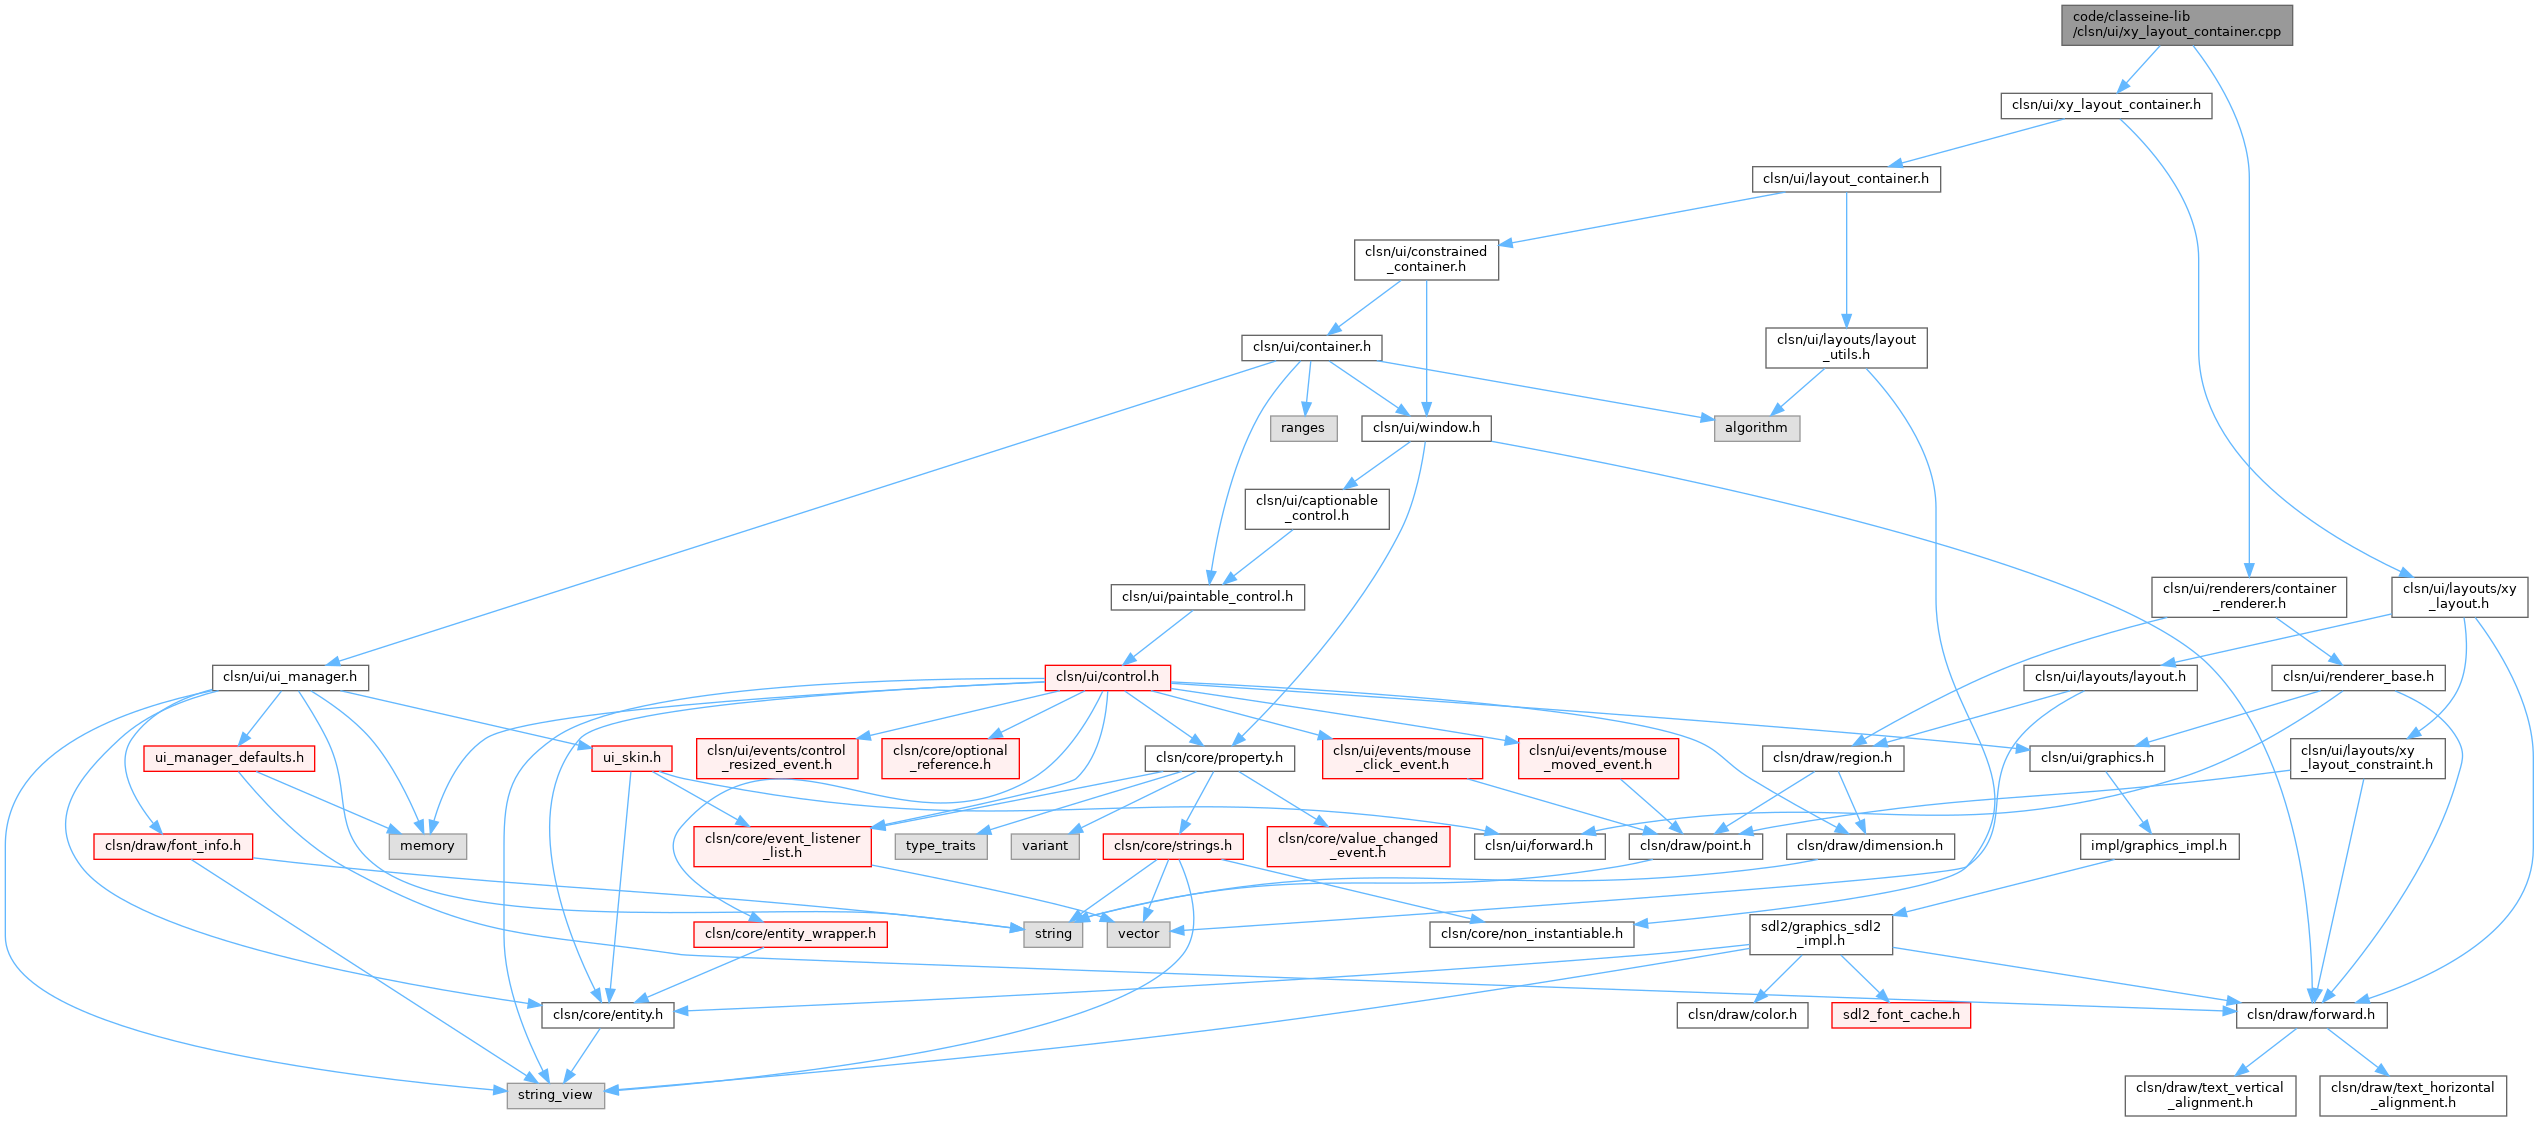 code/classeine-lib
/clsn/ui/xy_layout_container.cpp
clsn/ui/xy_layout_container.h
clsn/ui/layout_container.h
clsn/ui/constrained
_container.h
clsn/ui/container.h
clsn/ui/layouts/layout
_utils.h
ranges
clsn/ui/window.h
algorithm
clsn/ui/captionable
_control.h
clsn/ui/paintable_control.h
clsn/ui/renderers/container
_renderer.h
clsn/ui/layouts/xy
_layout.h
clsn/ui/ui_manager.h
clsn/ui/control.h
clsn/ui/layouts/layout.h
clsn/ui/renderer_base.h
ui_manager_defaults.h
ui_skin.h
clsn/ui/events/control
_resized_event.h
clsn/core/optional
_reference.h
clsn/core/property.h
clsn/ui/events/mouse
_click_event.h
clsn/ui/events/mouse
_moved_event.h
clsn/draw/region.h
clsn/ui/graphics.h
clsn/ui/layouts/xy
_layout_constraint.h
clsn/draw/font_info.h
memory
clsn/core/event_listener
_list.h
type_traits
variant
clsn/core/strings.h
clsn/core/value_changed
_event.h
clsn/ui/forward.h
clsn/draw/point.h
clsn/draw/dimension.h
impl/graphics_impl.h
clsn/core/entity_wrapper.h
string
vector
clsn/core/non_instantiable.h
sdl2/graphics_sdl2
_impl.h
clsn/core/entity.h
clsn/draw/color.h
sdl2_font_cache.h
clsn/draw/forward.h
string_view
clsn/draw/text_vertical
_alignment.h
clsn/draw/text_horizontal
_alignment.h